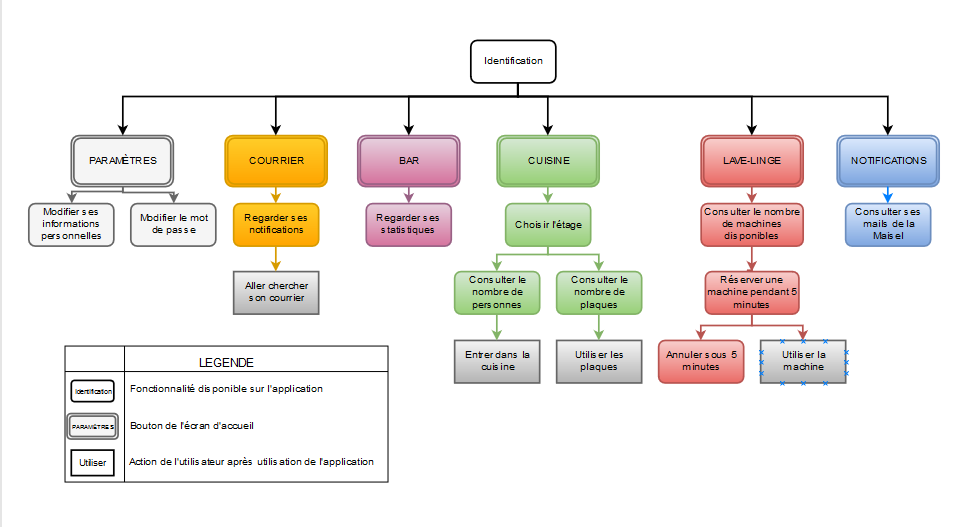 Identification
PARAMÈTRES
COURRIER
BAR
CUISINE
LAVE-LINGE
NOTIFICATIONS
Modifier ses
informations
personnelles
Modifier le mot
de passe
Regarder ses
notifications
Regarder ses
statistiques
Choisir l'étage
Consulter le nombre
de machines
disponibles
Consulter ses
mails de la
Maisel
Aller chercher
son courrier
Consulter le
nombre de
personnes
Consulter le
nombre de
plaques
Réserver une
machine pendant 5
minutes
Entrer dans la
cuisine
Utiliser les
plaques
Annuler sous 5
minutes
Utiliser la
machine
LEGENDE
Identification
Fonctionnalité disponible sur l'application
PARAMÈTRES
Bouton de l'écran d'accueil
Utiliser
Action de l'utilisateur après utilisation de l'application